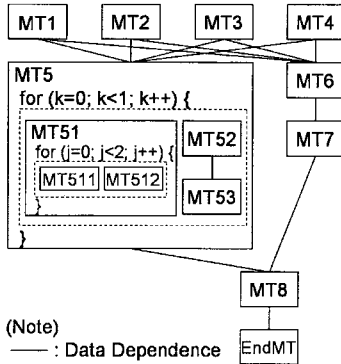 MT1 MT2 MT3 MT4
MT5
MT6
for (k=0; k<1; k++) {
MT51
MT52
MT7
for (j=0; j<2; j++) {
MT511 MT512
MT53
}
}
MT8
(Note)
— : Data Dependence
EndMT